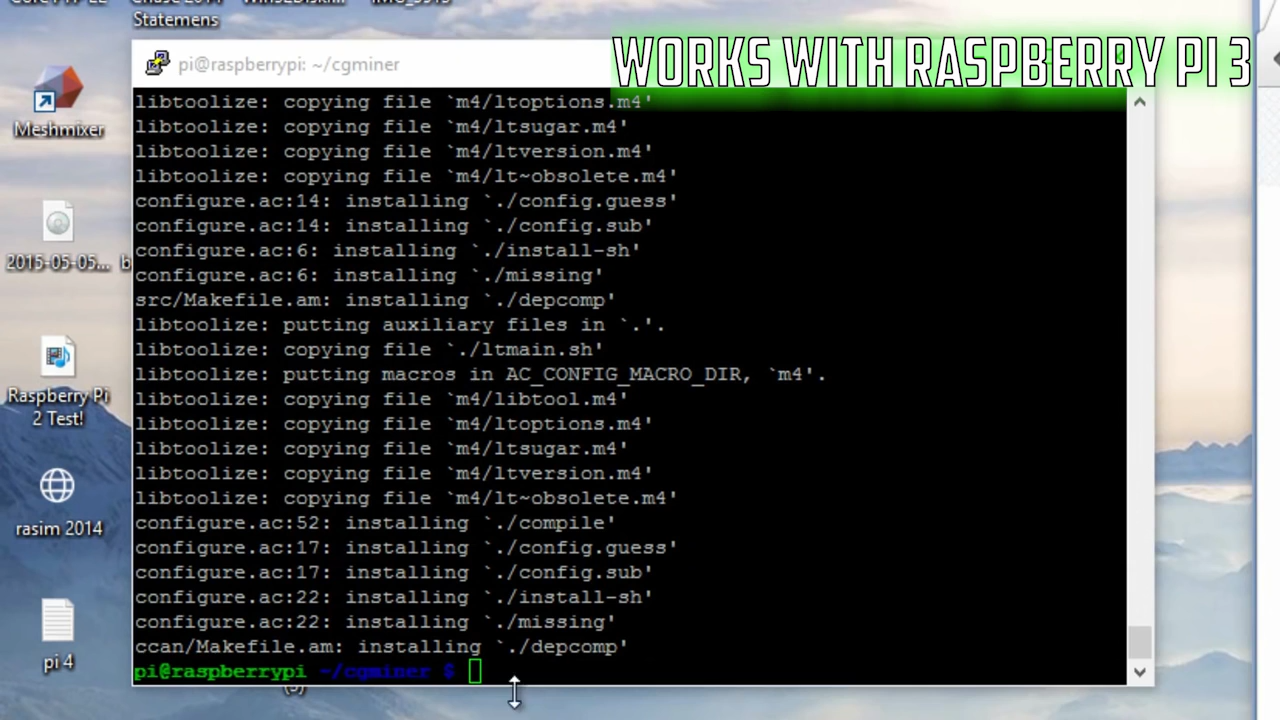 Statemens
WORKS WITH RASPBERRY PI 3
pi@raspberrypi: ~/cgminer
libtoolize: copying file `m4/ltoptions.m4'
libtoolize: copying file `m4/ltsugar.m4'
libtoolize: copying file `m4/ltversion.m4'
libtoolize: copying file `m4/lt~obsolete.m4'
configure.ac:14: installing `./config.guess'
configure.ac:14: installing `./config.sub'
configure.ac:6: installing `./install-sh'
configure.ac:6: installing `./missing'
src/Makefile.am: installing `./depcomp'
libtoolize: putting auxiliary files in `.'.
libtoolize: copying file `./ltmain.sh'
libtoolize: putting macros in AC_CONFIG_MACRO_DIR, `m4'.
libtoolize: copying file `m4/libtool.m4'
libtoolize: copying file `m4/ltoptions.m4'
libtoolize: copying file `m4/ltsugar.m4'
libtoolize: copying file `m4/ltversion.m4'
libtoolize: copying file `m4/lt~obsolete.m4'
configure.ac:52: installing `./compile'
configure.ac:17: installing `./config.guess'
configure.ac:17: installing `./config.sub'
configure.ac:22: installing `./install-sh'
configure.ac:22: installing `./missing'
ccan/Makefile.am: installing `./depcomp'
pi@raspberrypi ~/cgminer $
Meshmixer
2015-05-05...
Raspberry Pi
2 Test!
rasim 2014
pi 4